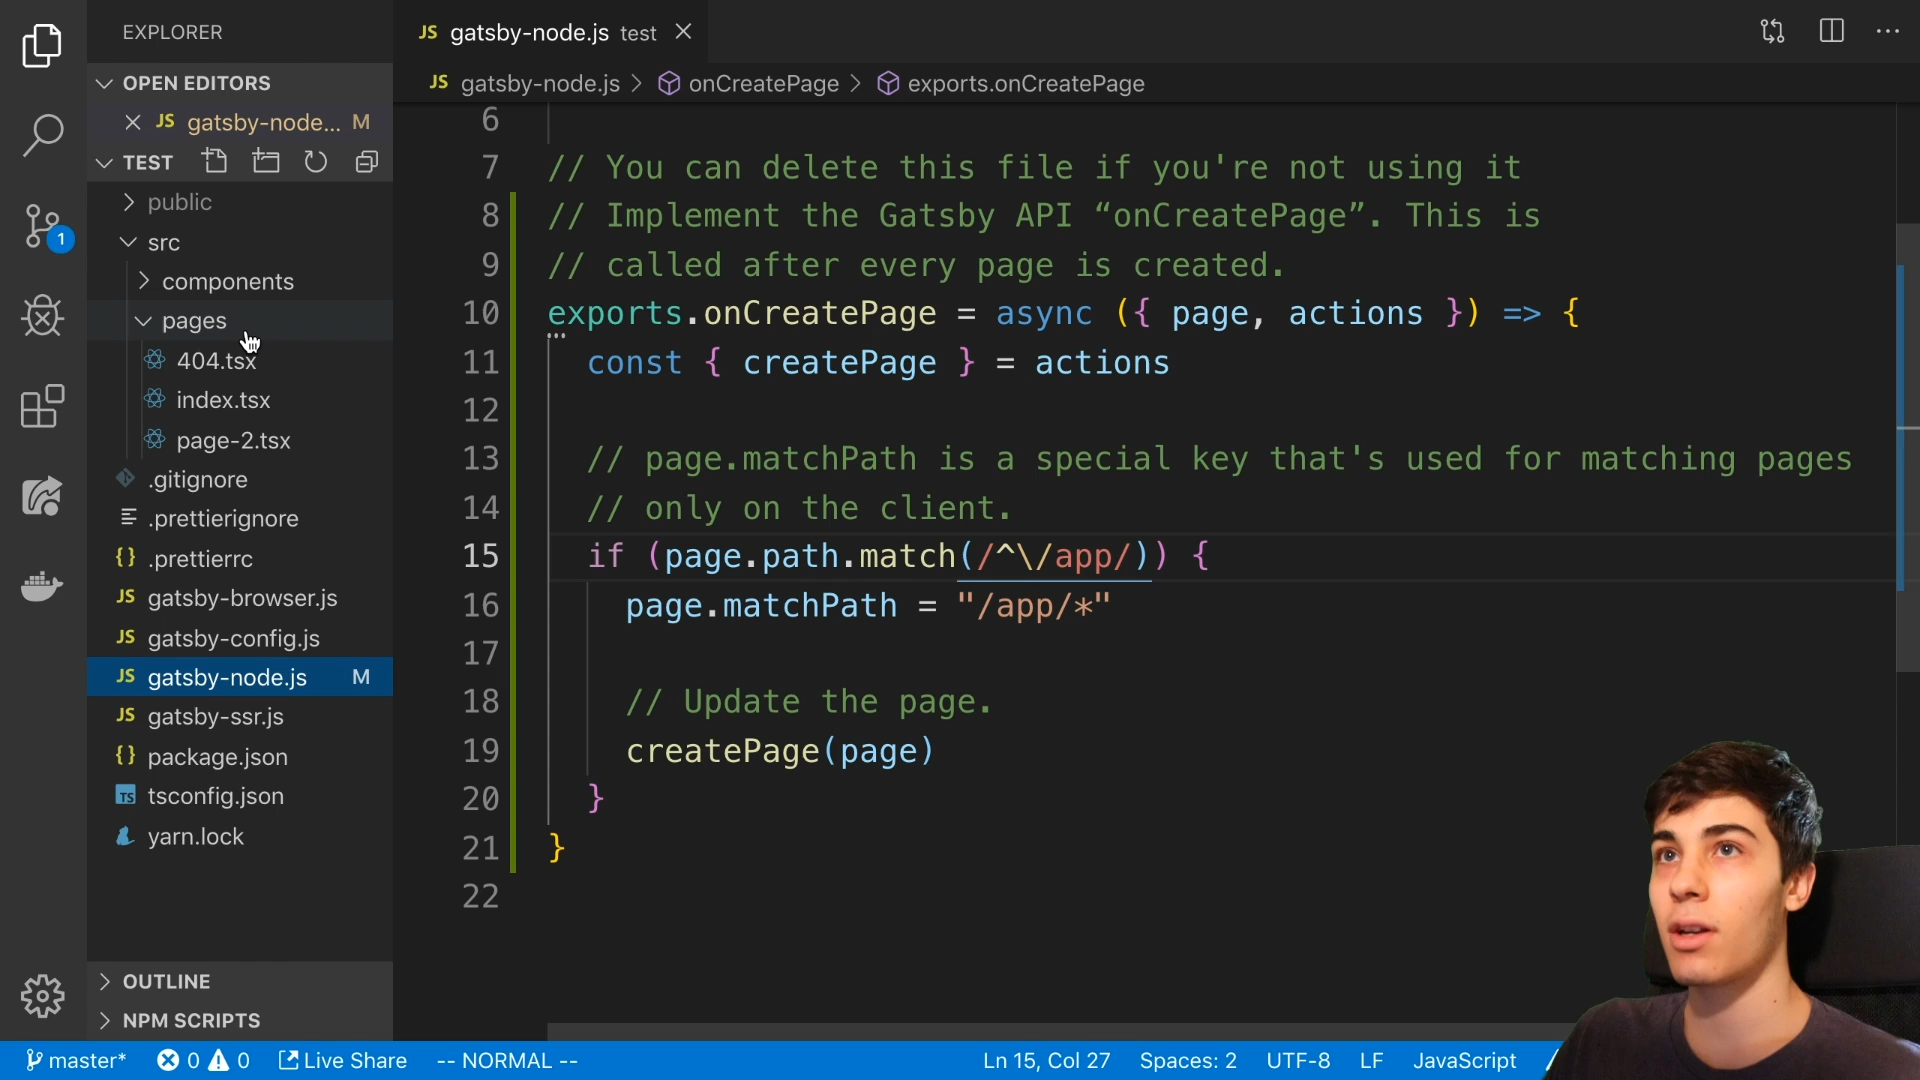 EXPLORER
OPEN EDITORS
JS gatsby-node... M
TEST
public
src
components
pages
404.tsx
index.tsx
page-2.tsx
.gitignore
.prettierignore
{} .prettierrc
JS gatsby-browser.js
JS gatsby-config.js
JS gatsby-node.js M
JS gatsby-ssr.js
{} package.json
TS tsconfig.json
yarn.lock
OUTLINE
NPM SCRIPTS
1
JS gatsby-node.js test
JS gatsby-node.js > onCreatePage > exports.onCreatePage
6
7 // You can delete this file if you're not using it
8 // Implement the Gatsby API “onCreatePage”. This is
9 // called after every page is created.
10 exports.onCreatePage = async ({ page, actions }) => {
11 const { createPage } = actions
12
13 // page.matchPath is a special key that's used for matching pages
14 // only on the client.
15 if (page.path.match(/^\/app/)) {
16 page.matchPath = "/app/*"
17
18 // Update the page.
19 createPage(page)
20 }
21 }
22
master* 0 0 Live Share -- NORMAL -- Ln 15, Col 27 Spaces: 2 UTF-8 LF JavaScript